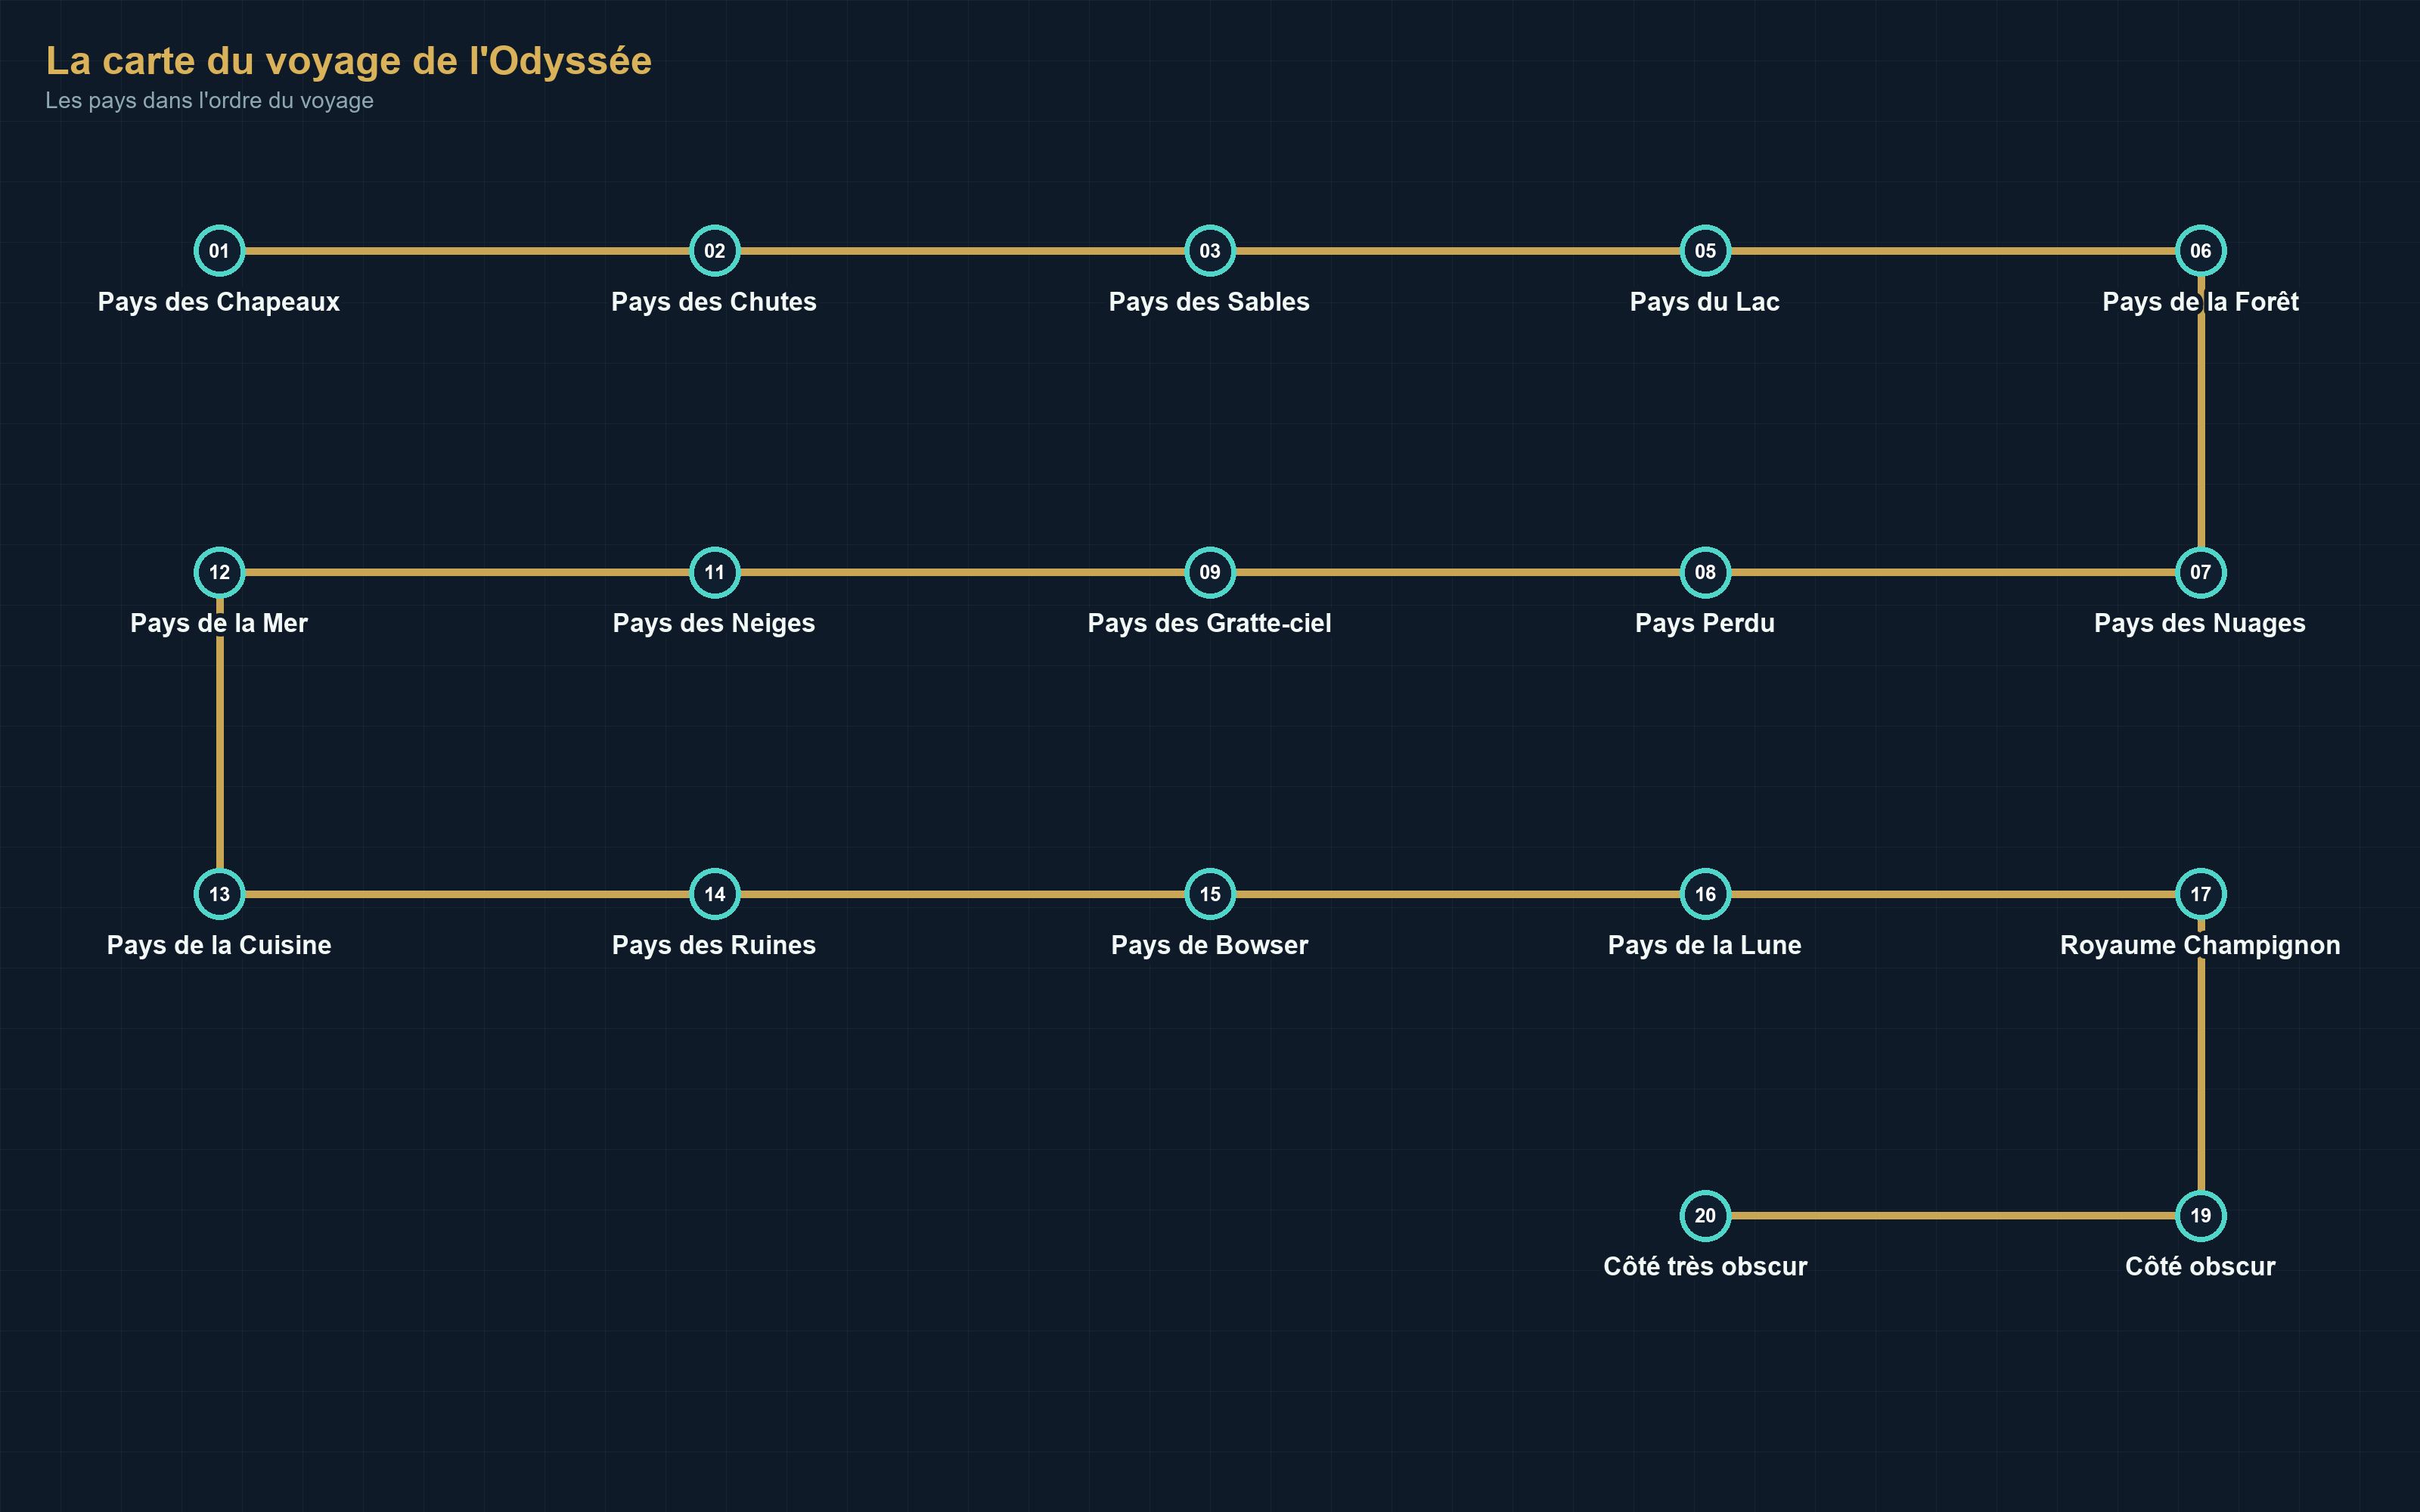 La carte du voyage de l'Odyssée
Les pays dans l'ordre du voyage
01
02
03
05
06
Pays des Chapeaux
Pays des Chutes
Pays des Sables
Pays du Lac
Pays de la Forêt
12
11
09
08
07
Pays de la Mer
Pays des Neiges
Pays des Gratte-ciel
Pays Perdu
Pays des Nuages
13
14
15
16
17
Pays de la Cuisine
Pays des Ruines
Pays de Bowser
Pays de la Lune
Royaume Champignon
20
19
Côté très obscur
Côté obscur